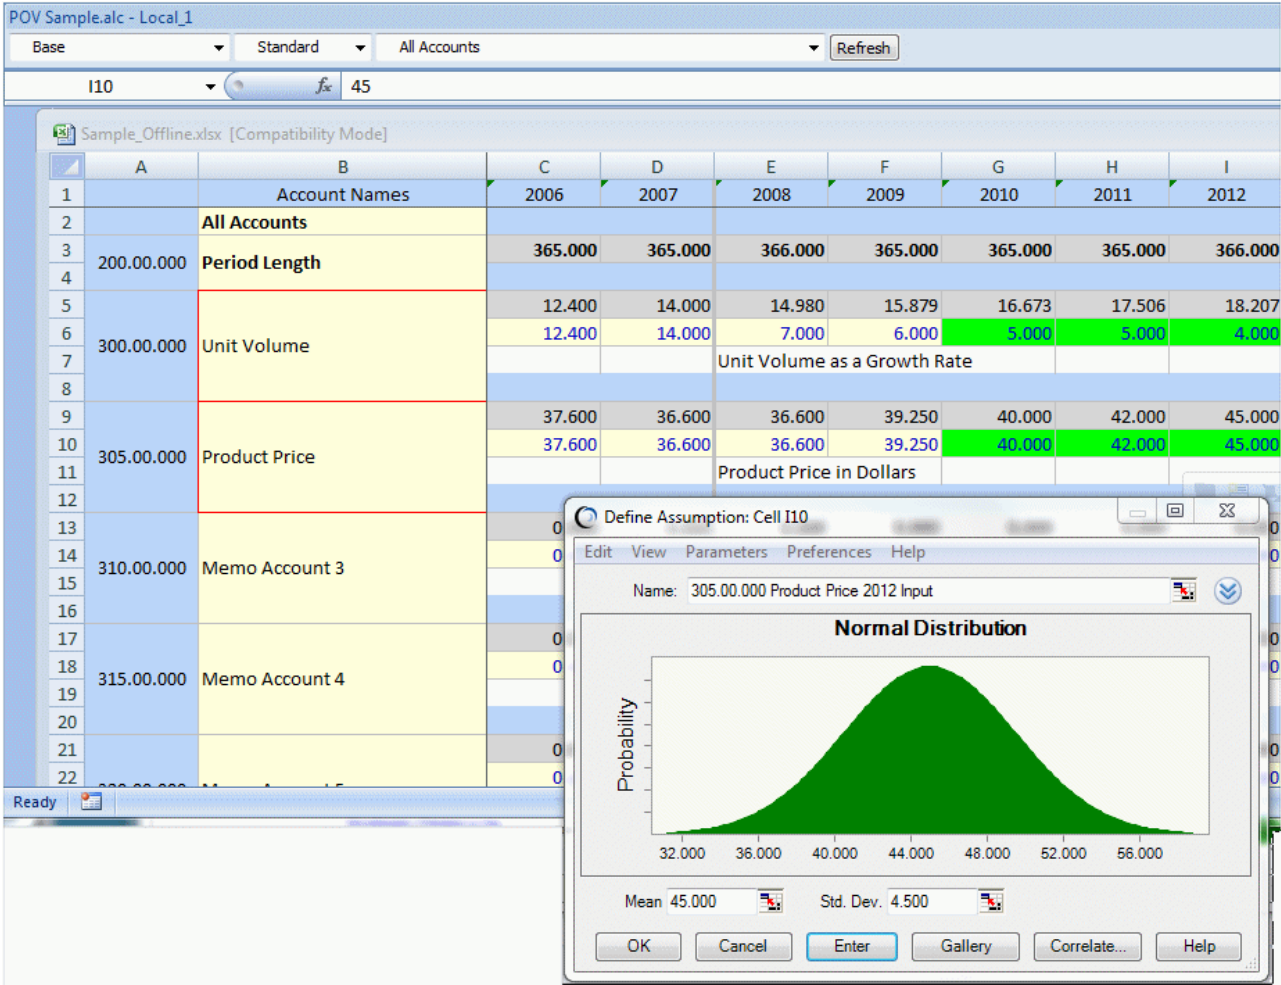 POV Sample.alc - Local_1
Base Standard All Accounts Refresh
I10 fx 45
Sample_Offline.xlsx [Compatibility Mode]
A B C D E F G H I
1 Account Names 2006 2007 2008 2009 2010 2011 2012
2 All Accounts
3 365.000 365.000 366.000 365.000 365.000 365.000 366.000
200.00.000 Period Length
4
5 12.400 14.000 14.980 15.879 16.673 17.506 18.207
6 12.400 14.000 7.000 6.000 5.000 5.000 4.000
300.00.000 Unit Volume
7 Unit Volume as a Growth Rate
8
9 37.600 36.600 36.600 39.250 40.000 42.000 45.000
10 37.600 36.600 36.600 39.250 40.000 42.000 45.000
305.00.000 Product Price
11 Product Price in Dollars
12
13 0
14 0
310.00.000 Memo Account 3
15
16
17 0
18 0
315.00.000 Memo Account 4
19
20
21 0
22 0
Ready
Define Assumption: Cell I10
Edit View Parameters Preferences Help
Name: 305.00.000 Product Price 2012 Input
Normal Distribution
Probability
32.000 36.000 40.000 44.000 48.000 52.000 56.000
Mean 45.000 Std. Dev. 4.500
OK Cancel Enter Gallery Correlate... Help